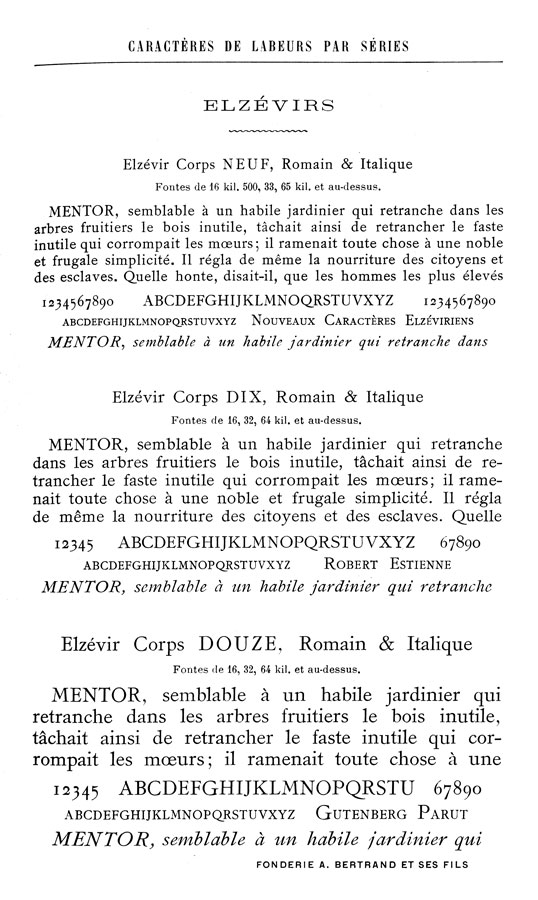 CARACTÈRES DE LABEURS PAR SÉRIES
ELZÉVIRS
Elzévir Corps NEUF, Romain & Italique
Fontes de 16 kil. 500, 33, 65 kil. et au-dessus.
MENTOR, semblable à un habile jardinier qui retranche dans les
arbres fruitiers le bois inutile, tâchait ainsi de retrancher le faste
inutile qui corrompait les mœurs; il ramenait toute chose à une noble
et frugale simplicité. Il régla de même la nourriture des citoyens et
des esclaves. Quelle honte, disait-il, que les hommes les plus élevés
1234567890 ABCDEFGHIJKLMNOQRSTUVXYZ 1234567890
ABCDEFGHIJKLMNOPQRSTUVXYZ NOUVEAUX CARACTÈRES ELZÉVIRIENS
MENTOR, semblable à un habile jardinier qui retranche dans
Elzévir Corps DIX, Romain & Italique
Fontes de 16, 32, 64 kil. et au-dessus.
MENTOR, semblable à un habile jardinier qui retranche
dans les arbres fruitiers le bois inutile, tâchait ainsi de re-
trancher le faste inutile qui corrompait les mœurs; il rame-
nait toute chose à une noble et frugale simplicité. Il régla
de même la nourriture des citoyens et des esclaves. Quelle
12345 ABCDEFGHIJKLMNOPQRSTUVXYZ 67890
ABCDEFGHIJKLMNOPQRSTUVXYZ ROBERT ESTIENNE
MENTOR, semblable à un habile jardinier qui retranche
Elzévir Corps DOUZE, Romain & Italique
Fontes de 16, 32, 64 kil. et au-dessus.
MENTOR, semblable à un habile jardinier qui
retranche dans les arbres fruitiers le bois inutile,
tâchait ainsi de retrancher le faste inutile qui cor-
rompait les mœurs; il ramenait toute chose à une
12345 ABCDEFGHIJKLMNOPQRSTU 67890
ABCDEFGHIJKLMNOPQRSTUVXYZ GUTENBERG PARUT
MENTOR, semblable à un habile jardinier qui
FONDERIE A. BERTRAND ET SES FILS